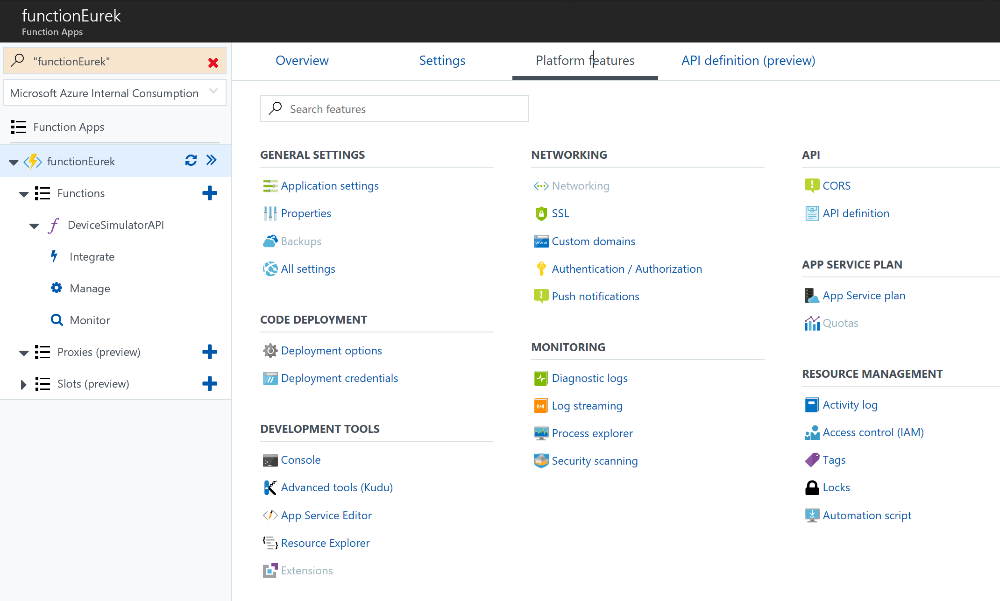 functionEurek
Function Apps
"functionEurek"
Microsoft Azure Internal Consumption
Function Apps
functionEurek
Functions
DeviceSimulatorAPI
Integrate
Manage
Monitor
Proxies (preview)
Slots (preview)
Overview
Settings
Platform features
API definition (preview)
Search features
GENERAL SETTINGS
Application settings
Properties
Backups
All settings
CODE DEPLOYMENT
Deployment options
Deployment credentials
DEVELOPMENT TOOLS
Console
Advanced tools (Kudu)
App Service Editor
Resource Explorer
Extensions
NETWORKING
Networking
SSL
www
Custom domains
Authentication / Authorization
Push notifications
MONITORING
Diagnostic logs
Log streaming
Process explorer
Security scanning
API
CORS
API definition
APP SERVICE PLAN
App Service plan
Quotas
RESOURCE MANAGEMENT
Activity log
Access control (IAM)
Tags
Locks
Automation script